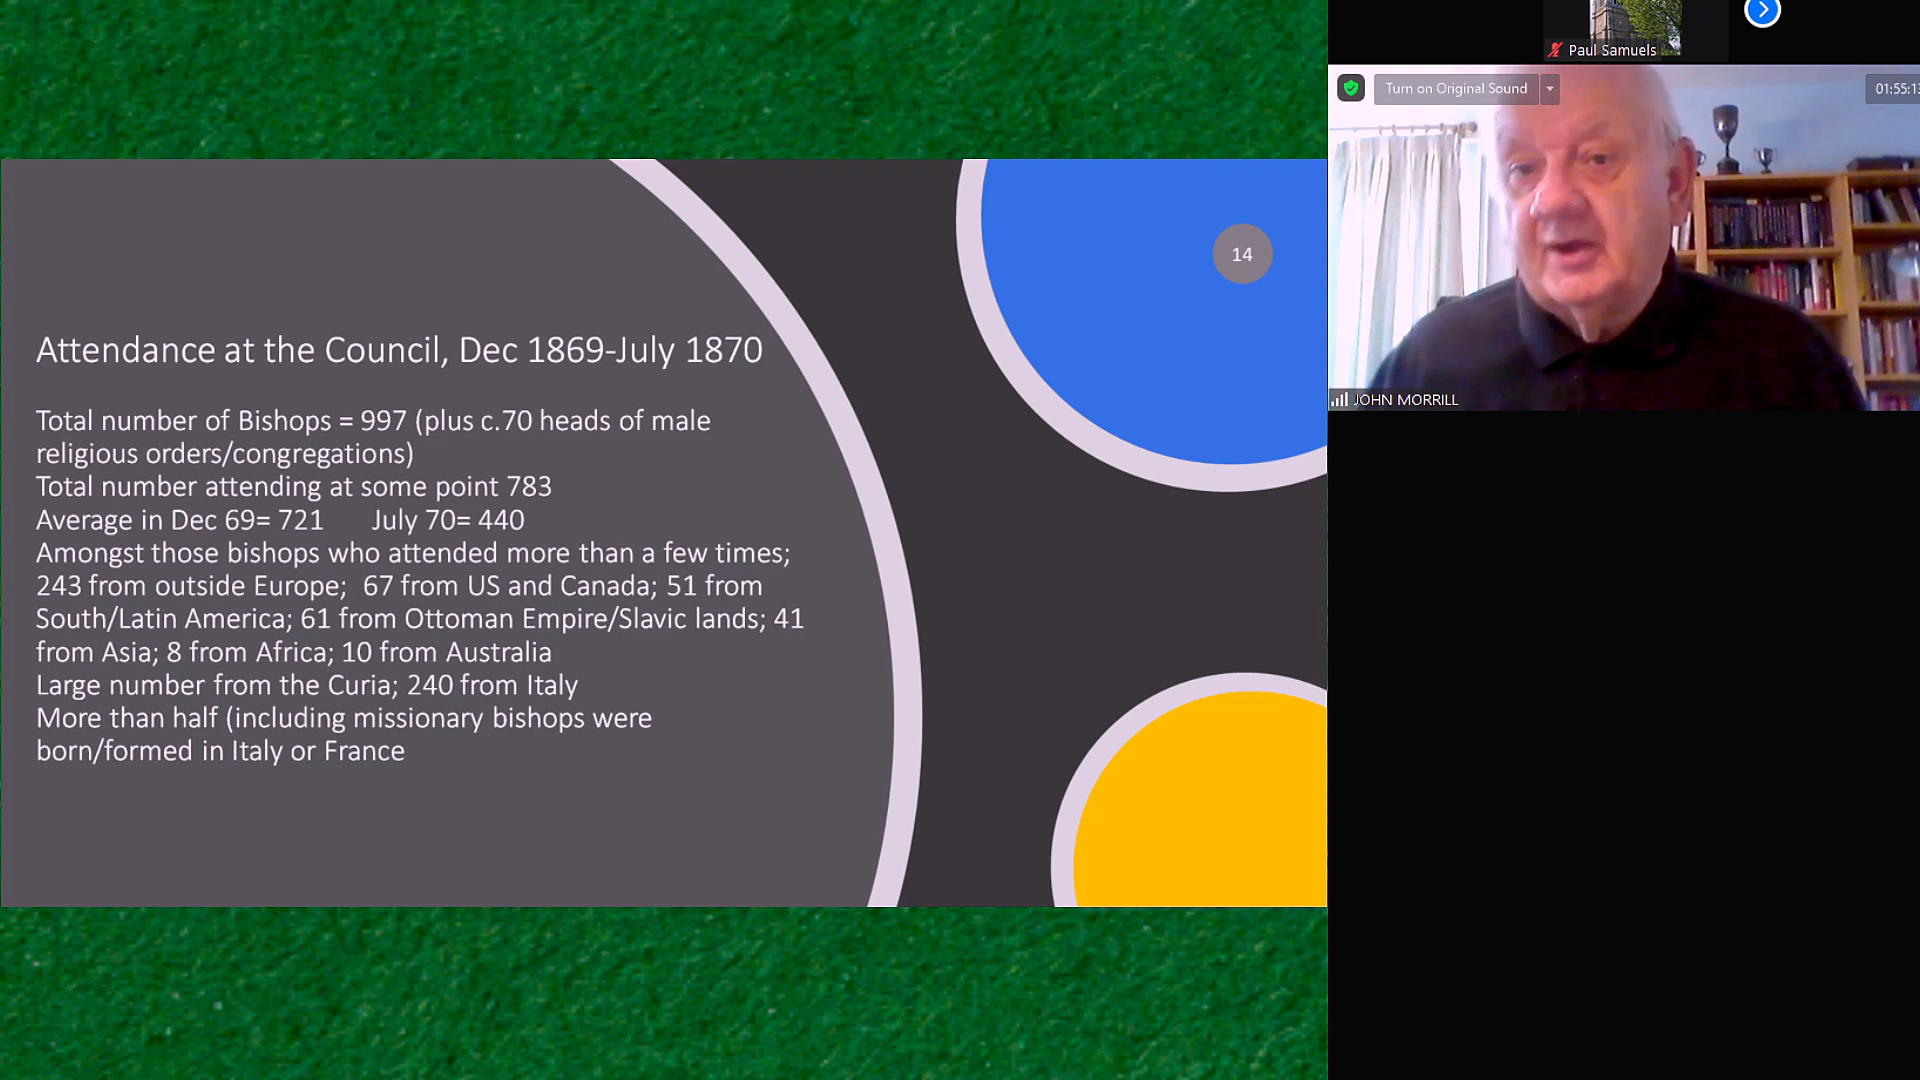 Paul Samuels
Turn on Original Sound
01:55:13
14
Attendance at the Council, Dec 1869-July 1870
Total number of Bishops = 997 (plus c.70 heads of male
religious orders/congregations)
Total number attending at some point 783
Average in Dec 69= 721 July 70= 440
Amongst those bishops who attended more than a few times;
243 from outside Europe; 67 from US and Canada; 51 from
South/Latin America; 61 from Ottoman Empire/Slavic lands; 41
from Asia; 8 from Africa; 10 from Australia
Large number from the Curia; 240 from Italy
More than half (including missionary bishops were
born/formed in Italy or France
JOHN MORRILL